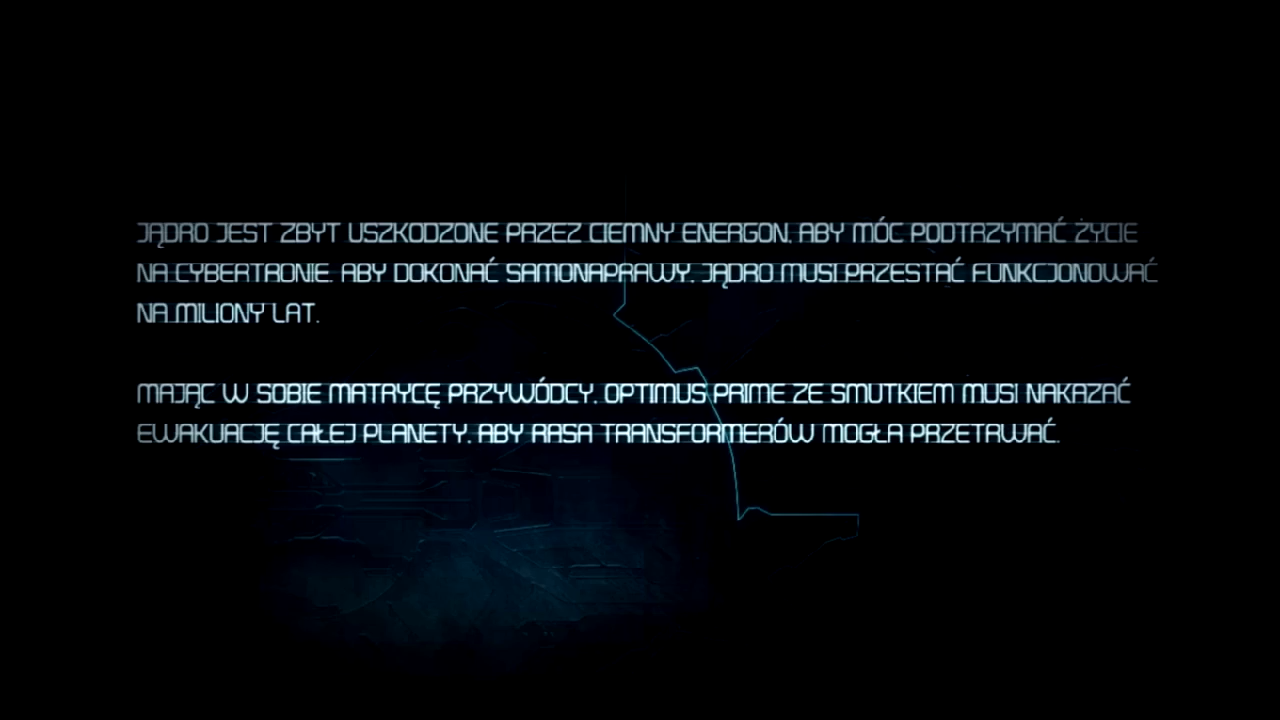 JĄDRO JEST ZBYT USZKODZONE PRZEZ CIEMNY ENERGON, ABY MÓC PODTRZYMAĆ ŻYCIE
NA CYBERTRONIE. ABY DOKONAĆ SAMONAPRAWY, JĄDRO MUSI PRZESTAĆ FUNKCJONOWAĆ
NA MILIONY LAT.
MAJĄC W SOBIE MATRYCĘ PRZYWÓDCY, OPTIMUS PRIME ZE SMUTKIEM MUSI NAKAZAĆ
EWAKUACJĘ CAŁEJ PLANETY, ABY RASA TRANSFORMERÓW MOGŁA PRZETRWAĆ.